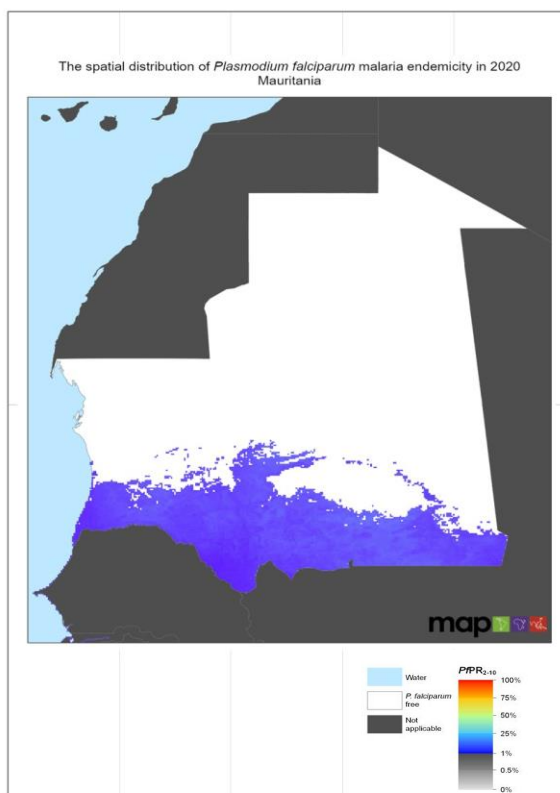 The spatial distribution of Plasmodium falciparum malaria endemicity in 2020
Mauritania
map
Water
P. falciparum
free
Not
applicable
PfPR2-10
100%
75%
50%
25%
1%
0.5%
0%